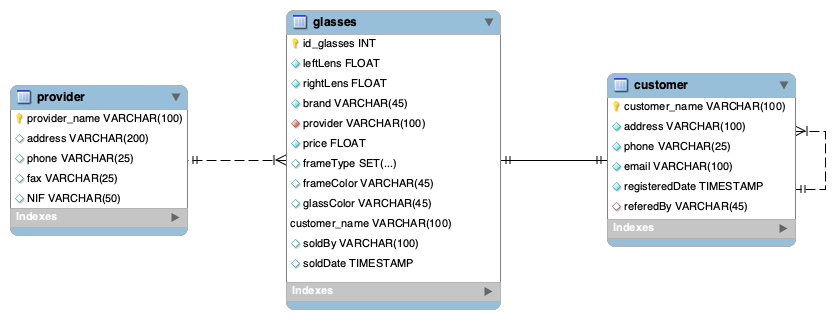 provider
provider_name VARCHAR(100)
address VARCHAR(200)
phone VARCHAR(25)
fax VARCHAR(25)
NIF VARCHAR(50)
Indexes
glasses
id_glasses INT
leftLens FLOAT
rightLens FLOAT
brand VARCHAR(45)
provider VARCHAR(100)
price FLOAT
frameType SET(...)
frameColor VARCHAR(45)
glassColor VARCHAR(45)
customer_name VARCHAR(100)
soldBy VARCHAR(100)
soldDate TIMESTAMP
Indexes
customer
customer_name VARCHAR(100)
address VARCHAR(100)
phone VARCHAR(25)
email VARCHAR(100)
registeredDate TIMESTAMP
referedBy VARCHAR(45)
Indexes